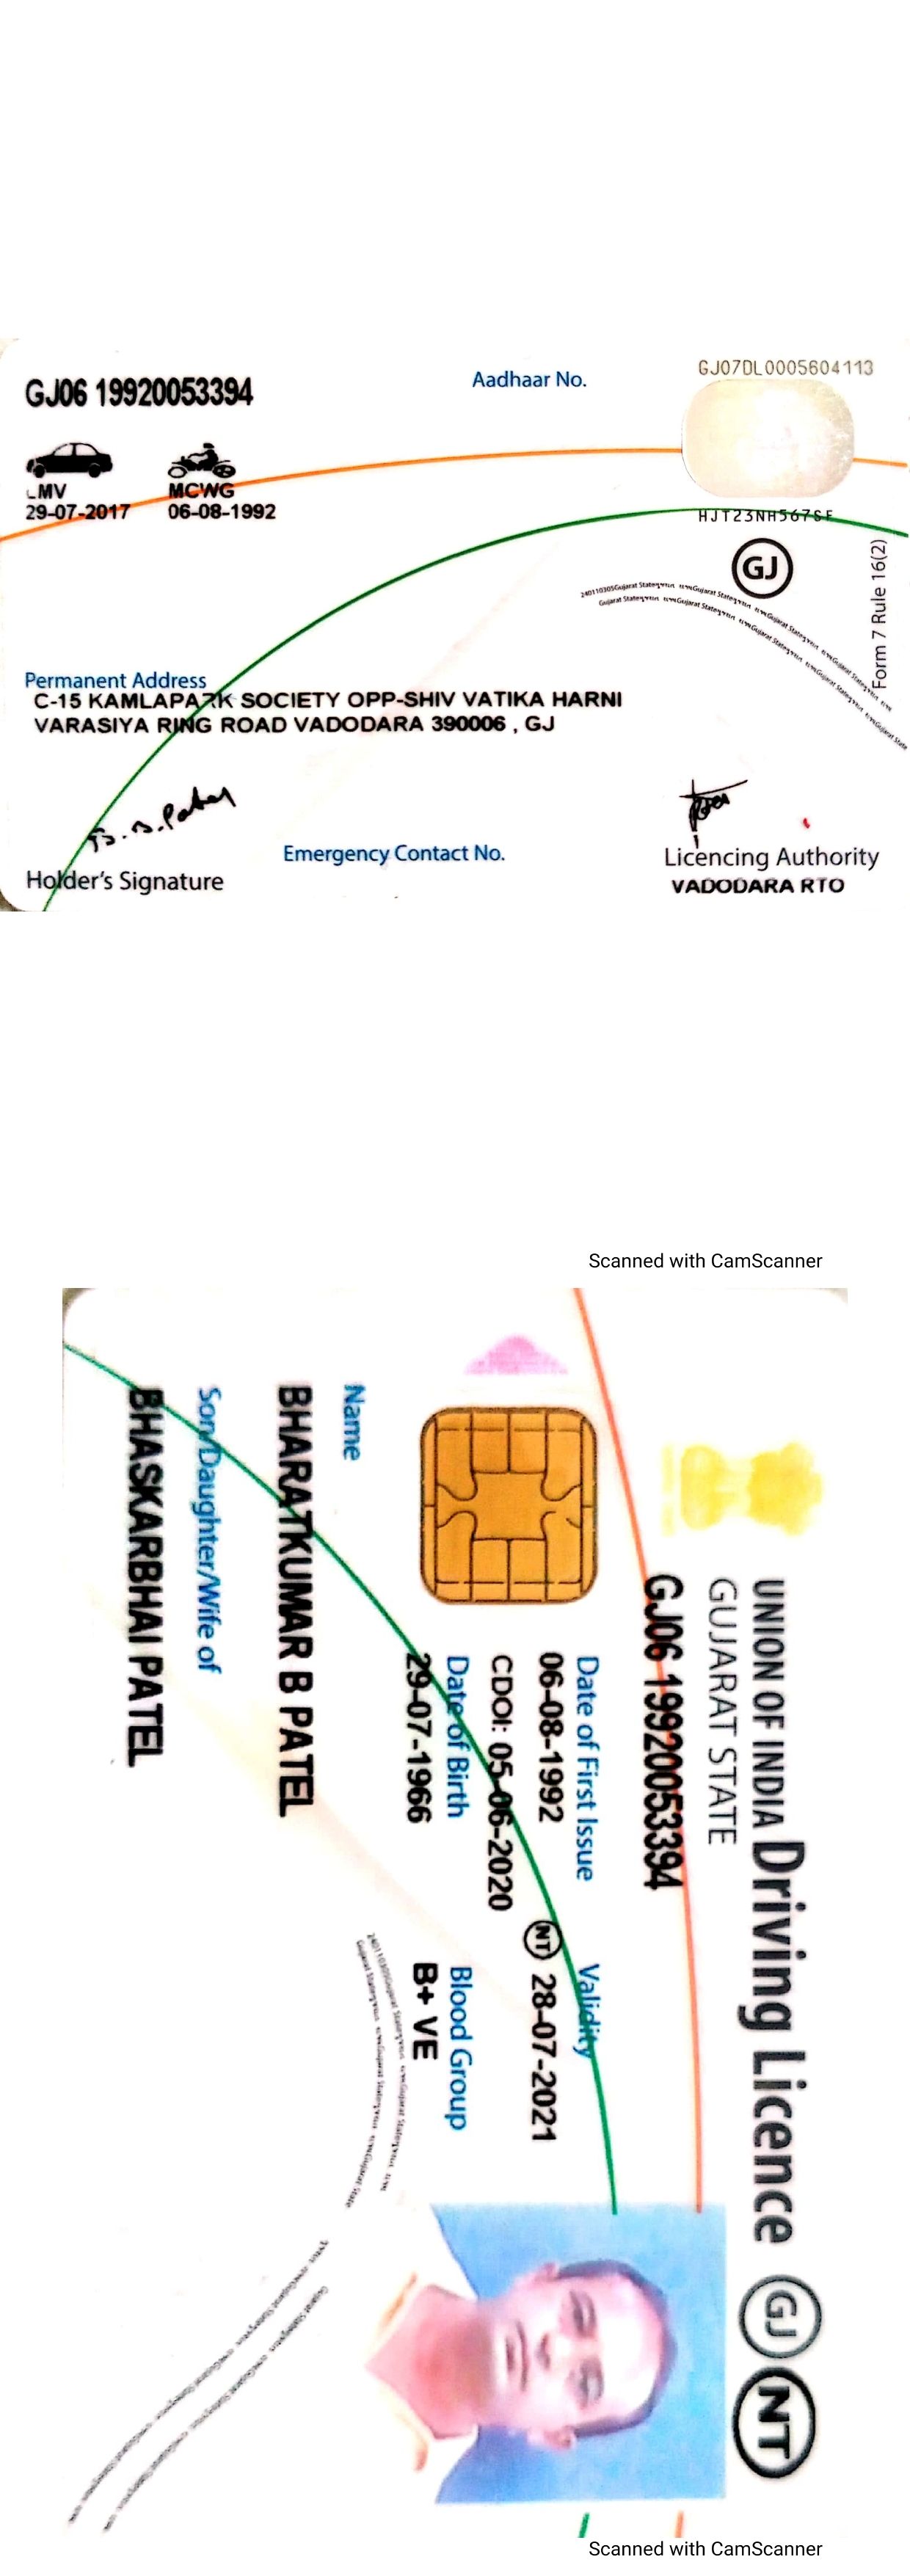 GJ06 19920053394
Aadhaar No.
GJ07DL0005604113
LMV
MCWG
29-07-2017
06-08-1992
HJT23NH567SF
GJ
Form 7 Rule 16(2)
Permanent Address
C-15 KAMLAPARK SOCIETY OPP-SHIV VATIKA HARNI
VARASIYA RING ROAD VADODARA 390006 , GJ
B. B. Patel
Holder's Signature
Emergency Contact No.
Licencing Authority
VADODARA RTO
Scanned with CamScanner
UNION OF INDIA Driving Licence GJ NT
GUJARAT STATE
GJ06 19920053394
Date of First Issue
Validity
06-08-1992
NT 28-07-2021
CDOI: 05-06-2020
Date of Birth
Blood Group
29-07-1966
B+ VE
Name
BHARATKUMAR B PATEL
Son/Daughter/Wife of
BHASKARBHAI PATEL
Scanned with CamScanner